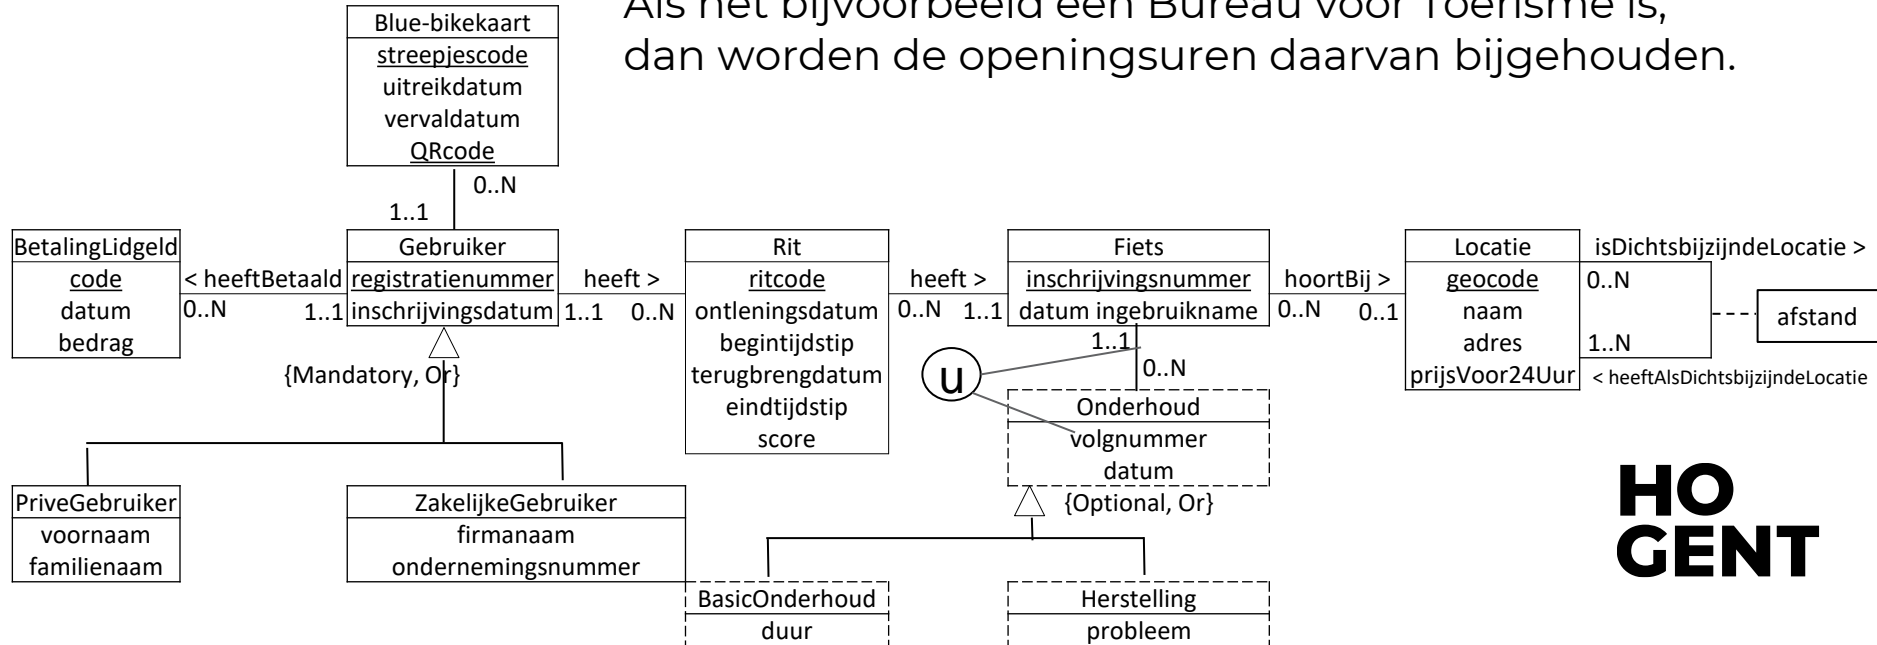 Als het bijvoorbeeld een Bureau voor Toerisme is,
dan worden de openingsuren daarvan bijgehouden.
Blue-bikekaart
streepjescode
uitreikdatum
vervaldatum
QRcode
0..N
1..1
BetalingLidgeld
code
datum
bedrag
< heeftBetaald
0..N
1..1
Gebruiker
registratienummer
inschrijvingsdatum
{Mandatory, Or}
heeft >
1..1
0..N
Rit
ritcode
ontleningsdatum
begintijdstip
terugbrengdatum
eindtijdstip
score
heeft >
0..N
1..1
Fiets
inschrijvingsnummer
datum ingebruikname
hoortBij >
0..N
0..1
Locatie
geocode
naam
adres
prijsVoor24Uur
isDichtsbijzijndeLocatie >
0..N
afstand
1..N
< heeftAlsDichtsbijzijndeLocatie
1..1
0..N
u
Onderhoud
volgnummer
datum
{Optional, Or}
PriveGebruiker
voornaam
familienaam
ZakelijkeGebruiker
firmanaam
ondernemingsnummer
BasicOnderhoud
duur
Herstelling
probleem
HO
GENT